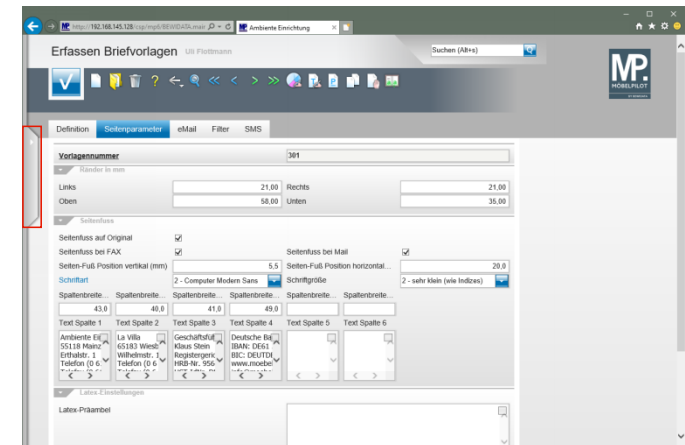 http://192.168.145.128/csp/mp6/BEWIDATA.man
Ambiente Einrichtung
Erfassen Briefvorlagen Uli Flottmann
Suchen (Alt+s)
MP.
MÖBELPILOT
Definition Seitenparameter eMail Filter SMS
Vorlagennummer 301
Ränder in mm
Links 21,00 Rechts 21,00
Oben 58,00 Unten 35,00
Seitenfuss
Seitenfuss auf Original
Seitenfuss bei FAX Seitenfuss bei Mail
Seiten-Fuß Position vertikal (mm) 5,5 Seiten-Fuß Position horizontal... 20,0
Schriftart 2 - Computer Modern Sans Schriftgröße 2 - sehr klein (wie Indizes)
Spaltenbreite... Spaltenbreite... Spaltenbreite... Spaltenbreite... Spaltenbreite... Spaltenbreite...
43,0 40,0 41,0 49,0
Text Spalte 1 Text Spalte 2 Text Spalte 3 Text Spalte 4 Text Spalte 5 Text Spalte 6
Ambiente Ei La Villa Geschäftsfü Deutsche Ba
55118 Mainz 65183 Wiesb Klaus Stein IBAN: DE61
Erthalstr. 1 Wilhelmstr. 1 Registergeric BIC: DEUTDE
Telefon (0 6 Telefon (0 6 HRB-Nr. 956 www.moebe
Latex-Einstellungen
Latex-Präambel